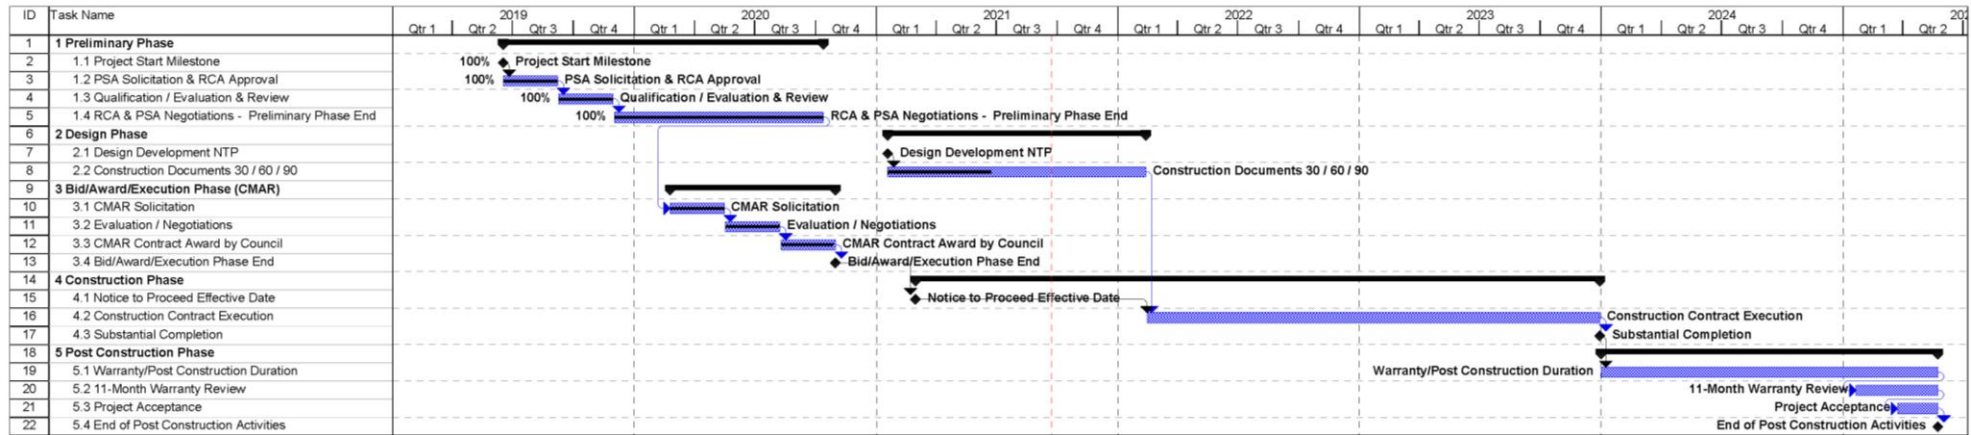 ID Task Name 2019 2020 2021 2022 2023 2024 202
Qtr 1 Qtr 2 Qtr 3 Qtr 4 Qtr 1 Qtr 2 Qtr 3 Qtr 4 Qtr 1 Qtr 2 Qtr 3 Qtr 4 Qtr 1 Qtr 2 Qtr 3 Qtr 4 Qtr 1 Qtr 2 Qtr 3 Qtr 4 Qtr 1 Qtr 2 Qtr 3 Qtr 4 Qtr 1 Qtr 2
1 1 Preliminary Phase
2 1.1 Project Start Milestone 100% Project Start Milestone
3 1.2 PSA Solicitation & RCA Approval 100% PSA Solicitation & RCA Approval
4 1.3 Qualification / Evaluation & Review 100% Qualification / Evaluation & Review
5 1.4 RCA & PSA Negotiations - Preliminary Phase End 100% RCA & PSA Negotiations - Preliminary Phase End
6 2 Design Phase
7 2.1 Design Development NTP Design Development NTP
8 2.2 Construction Documents 30 / 60 / 90 Construction Documents 30 / 60 / 90
9 3 Bid/Award/Execution Phase (CMAR)
10 3.1 CMAR Solicitation CMAR Solicitation
11 3.2 Evaluation / Negotiations Evaluation / Negotiations
12 3.3 CMAR Contract Award by Council CMAR Contract Award by Council
13 3.4 Bid/Award/Execution Phase End Bid/Award/Execution Phase End
14 4 Construction Phase
15 4.1 Notice to Proceed Effective Date Notice to Proceed Effective Date
16 4.2 Construction Contract Execution Construction Contract Execution
17 4.3 Substantial Completion Substantial Completion
18 5 Post Construction Phase
19 5.1 Warranty/Post Construction Duration Warranty/Post Construction Duration
20 5.2 11-Month Warranty Review 11-Month Warranty Review
21 5.3 Project Acceptance Project Acceptance
22 5.4 End of Post Construction Activities End of Post Construction Activities